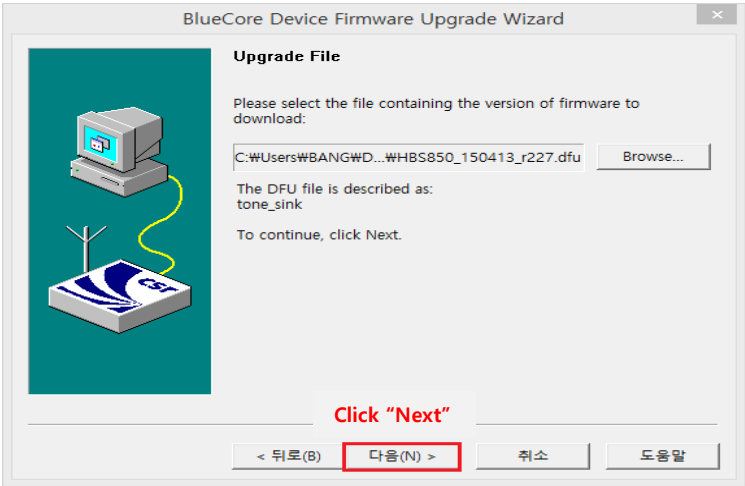 BlueCore Device Firmware Upgrade Wizard
Upgrade File
Please select the file containing the version of firmware to
download:
C:₩Users₩BANG₩D...₩HBS850_150413_r227.dfu
Browse...
The DFU file is described as:
tone_sink
To continue, click Next.
CSR
Click “Next”
< 뒤로(B)
다음(N) >
취소
도움말